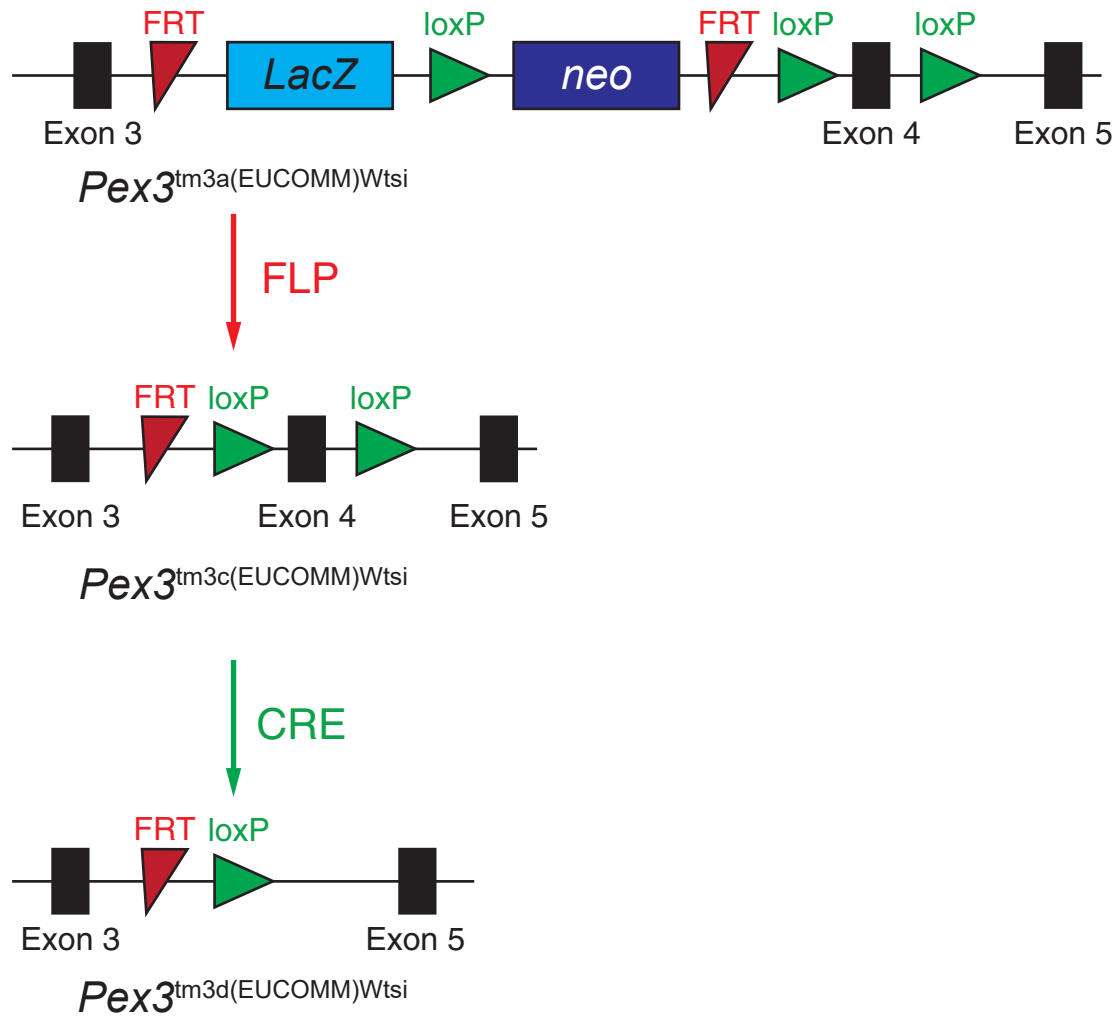 FRT loxP FRT loxP loxP
LacZ neo
Exon 3 Exon 4 Exon 5
Pex3tm3a(EUCOMM)Wtsi
FLP
FRT loxP loxP
Exon 3 Exon 4 Exon 5
Pex3tm3c(EUCOMM)Wtsi
CRE
FRT loxP
Exon 3 Exon 5
Pex3tm3d(EUCOMM)Wtsi